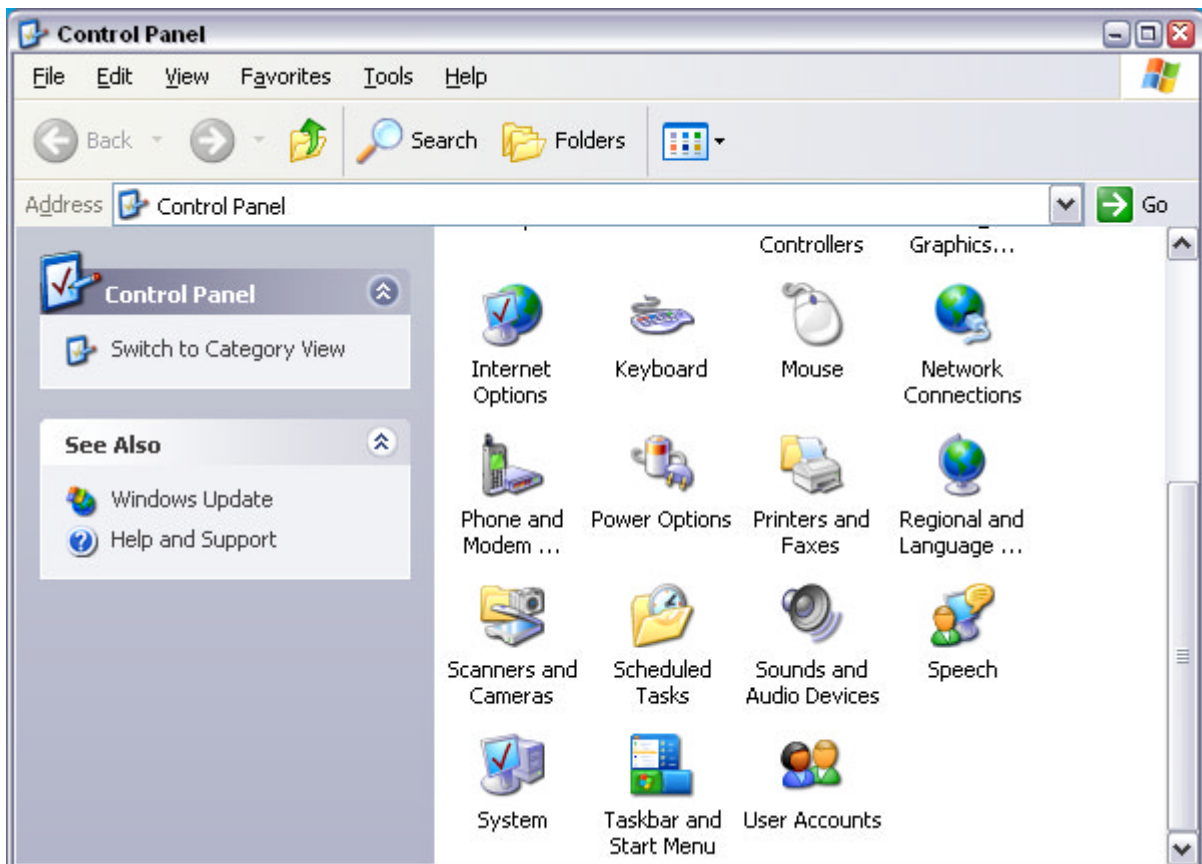 Control Panel
File Edit View Favorites Tools Help
Back Search Folders
Address Control Panel Go
Control Panel
Switch to Category View
See Also
Windows Update
Help and Support
Controllers
Graphics...
Internet
Options
Keyboard
Mouse
Network
Connections
Phone and
Modem ...
Power Options
Printers and
Faxes
Regional and
Language ...
Scanners and
Cameras
Scheduled
Tasks
Sounds and
Audio Devices
Speech
System
Taskbar and
Start Menu
User Accounts